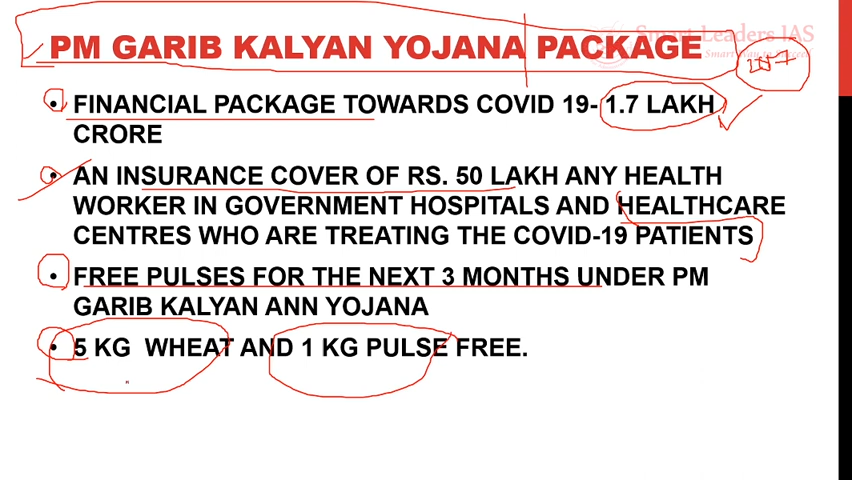 Smart Leaders IAS
PM GARIB KALYAN YOJANA PACKAGE
• FINANCIAL PACKAGE TOWARDS COVID 19- 1.7 LAKH
CRORE
• AN INSURANCE COVER OF RS. 50 LAKH ANY HEALTH
WORKER IN GOVERNMENT HOSPITALS AND HEALTHCARE
CENTRES WHO ARE TREATING THE COVID-19 PATIENTS
• FREE PULSES FOR THE NEXT 3 MONTHS UNDER PM
GARIB KALYAN ANN YOJANA
• 5 KG WHEAT AND 1 KG PULSE FREE.